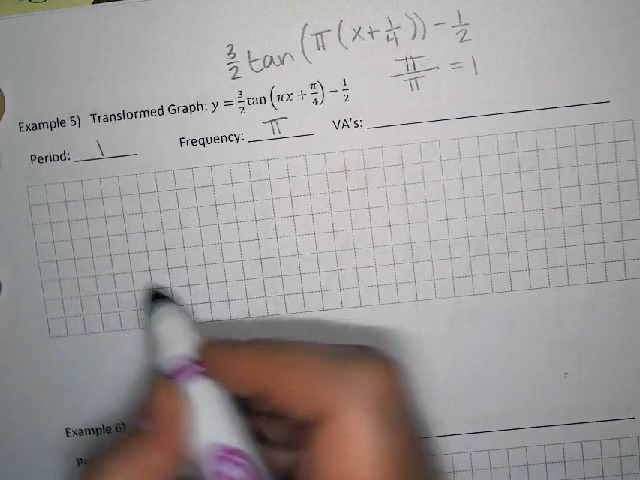 3/2 tan (π(x+1/4)) - 1/2
π/π = 1
Example 5) Transformed Graph: y = 3/2 tan (πx + π/4) - 1/2
Period: 1 Frequency: π VA's:
Example 6)